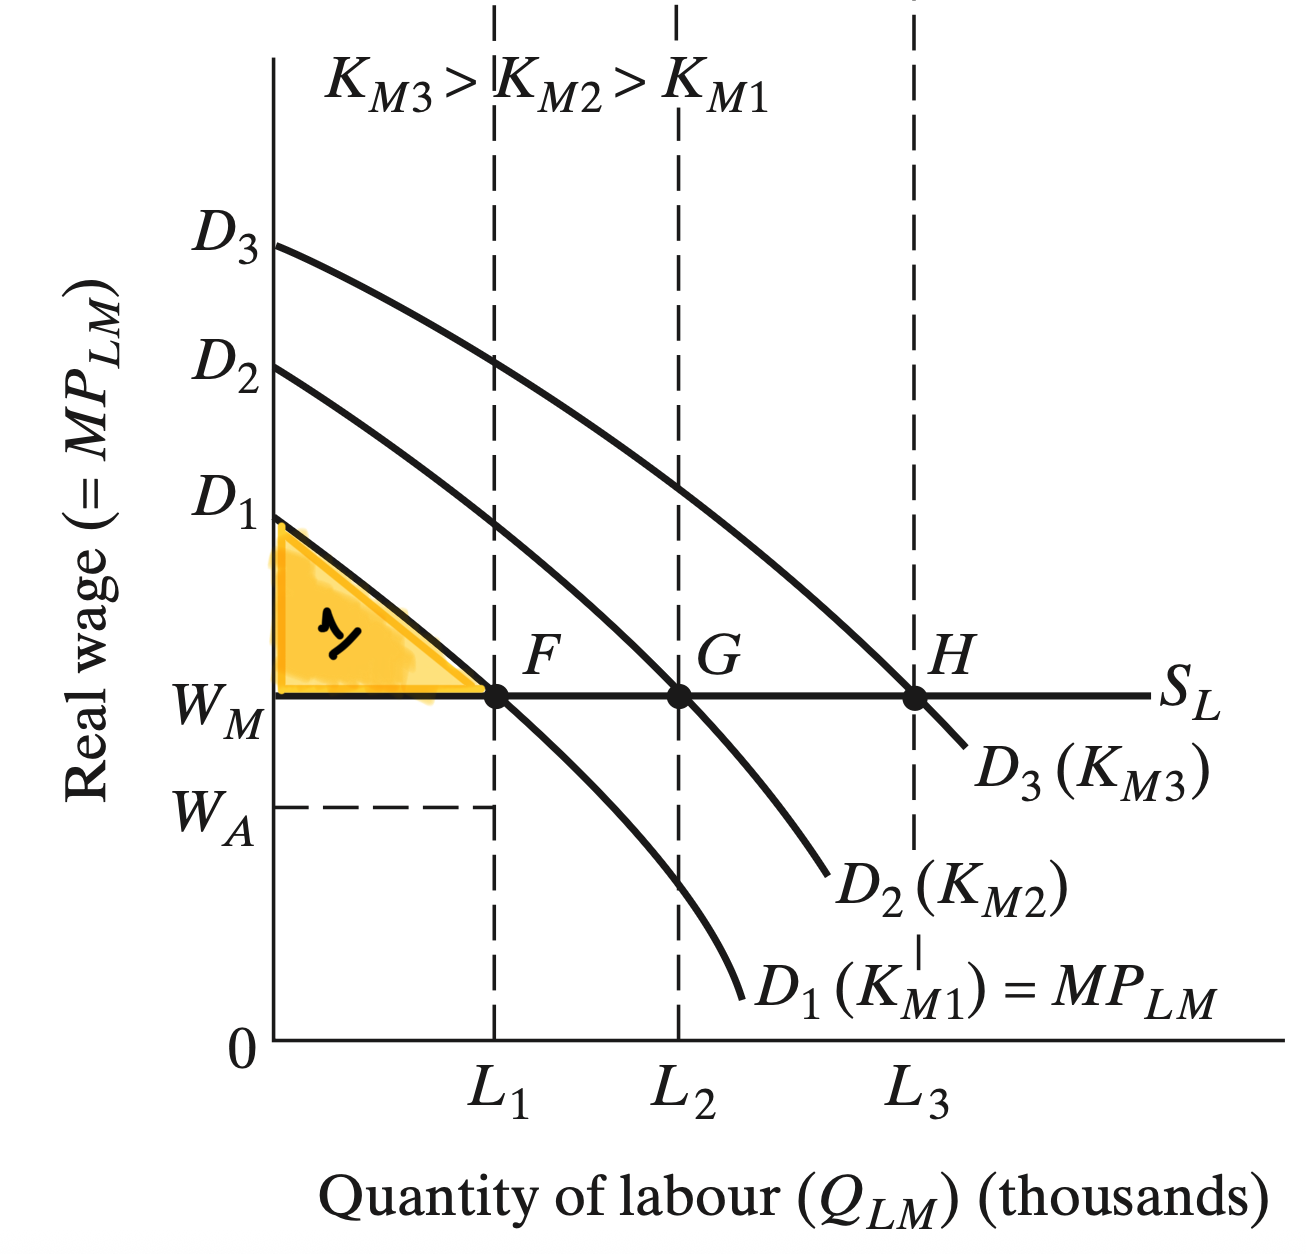 K_M3 > K_M2 > K_M1
D_3
D_2
D_1
F G H
W_M
S_L
W_A
D_3 (K_M3)
D_2 (K_M2)
D_1 (K_M1) = MP_LM
0
L_1 L_2 L_3
Real wage (= MP_LM)
Quantity of labour (Q_LM) (thousands)